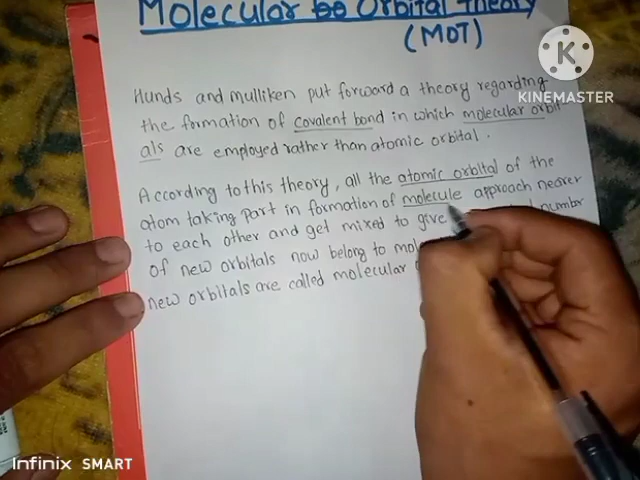 Molecular Orbital Theory
(MOT)
K
KINEMASTER
Hunds and mulliken put forward a theory regarding
the formation of covalent bond in which molecular orbit
als are employed rather than atomic orbital.
According to this theory, all the atomic orbital of the
atom taking part in formation of molecule approach nearer
to each other and get mixed to give numbr
of new orbitals now belong to mol
new orbitals are called molecular
Infinix SMART